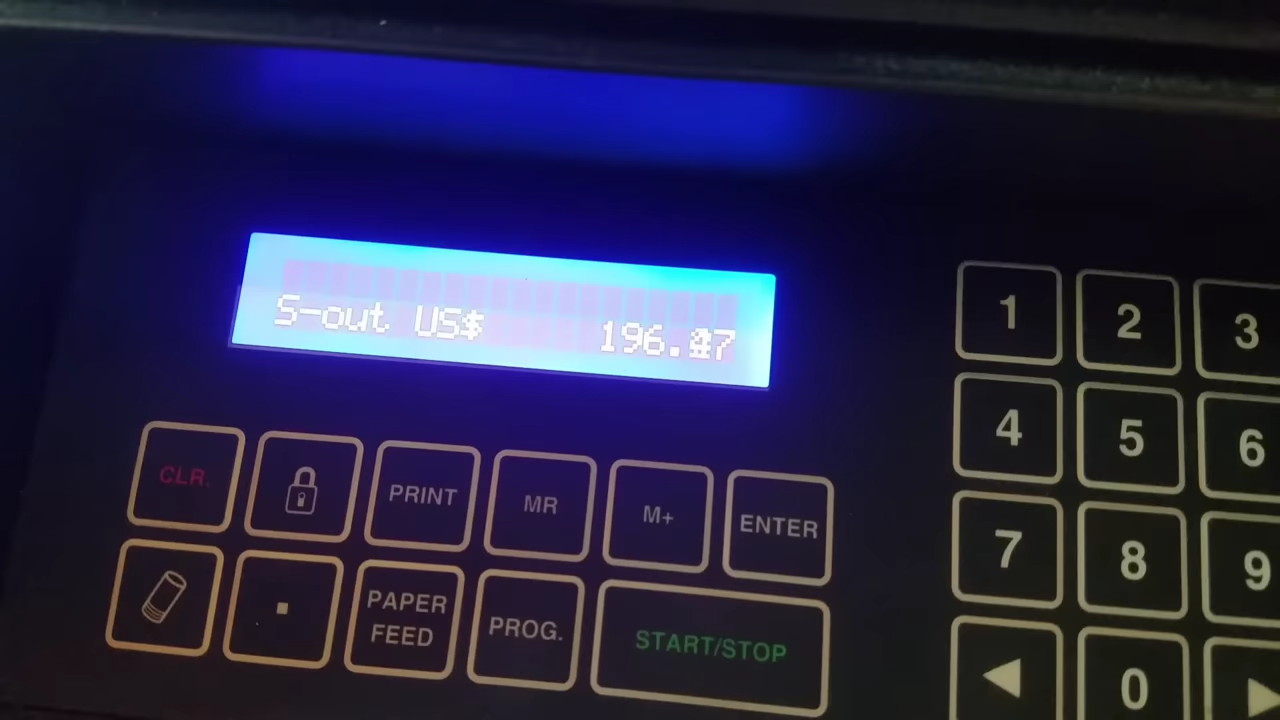 S-out US$
1 2 3
CLR. PRINT MR M+ ENTER
4 5 6
PAPER FEED PROG. START/STOP
7 8 9
0